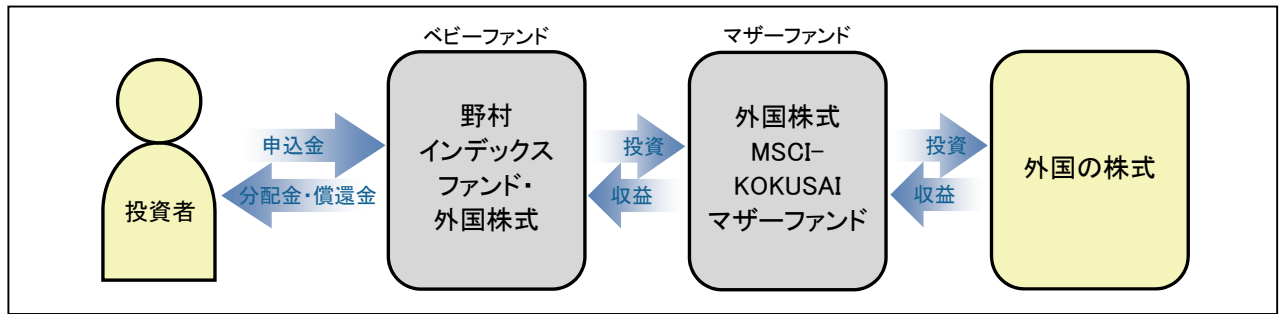 ベビーファンド
マザーファンド
投資者
申込金
分配金・償還金
野村
インデックス
ファンド・
外国株式
投資
収益
外国株式
MSCI-
KOKUSAI
マザーファンド
投資
収益
外国の株式